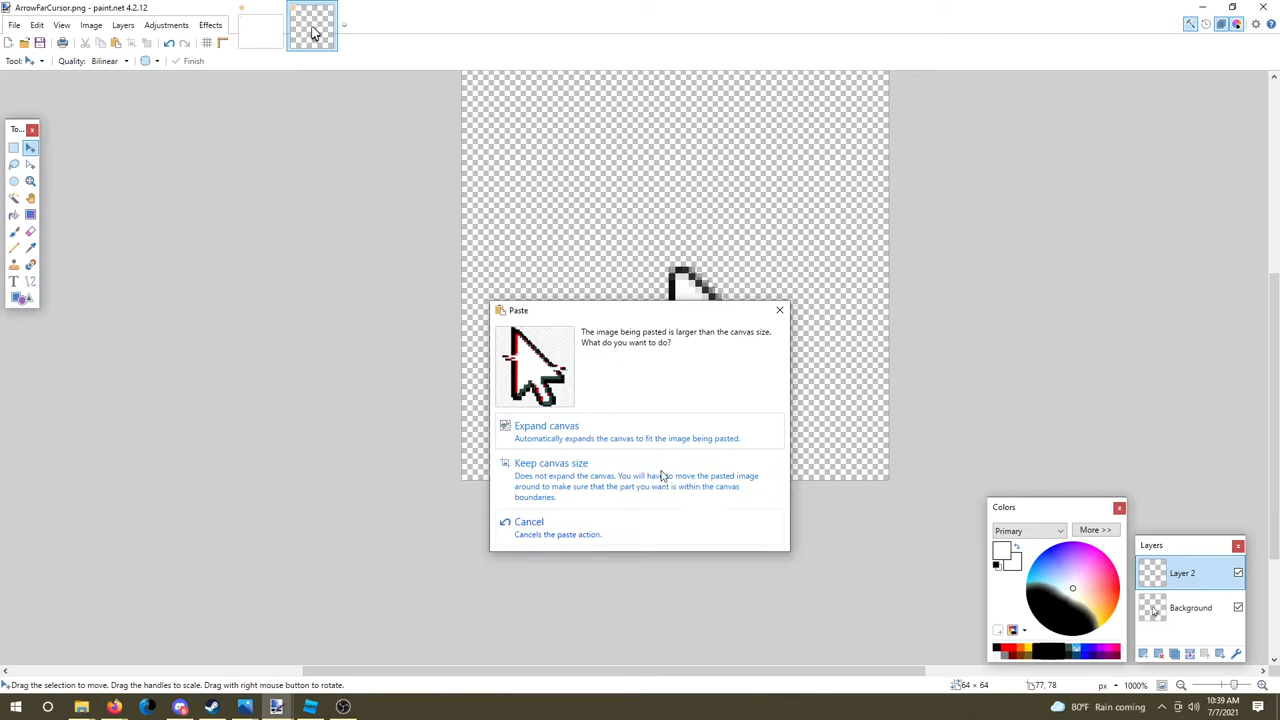 ArrowFarCursor.png - paint.net 4.2.12
File Edit View Image Layers Adjustments Effects
Tool: Quality: Bilinear Finish
To...
Paste
The image being pasted is larger than the canvas size.
What do you want to do?
Expand canvas
Automatically expands the canvas to fit the image being pasted.
Keep canvas size
Does not expand the canvas. You will have to move the pasted image
around to make sure that the part you want is within the canvas
boundaries.
Cancel
Cancels the paste action.
Colors
Primary More >>
Layers
Layer 2
Background
Drag the selection to move. Drag the handles to scale. Drag with right mouse button to rotate. 64 × 64 77, 78 px 1000%
80°F Rain coming 10:39 AM
7/7/2021